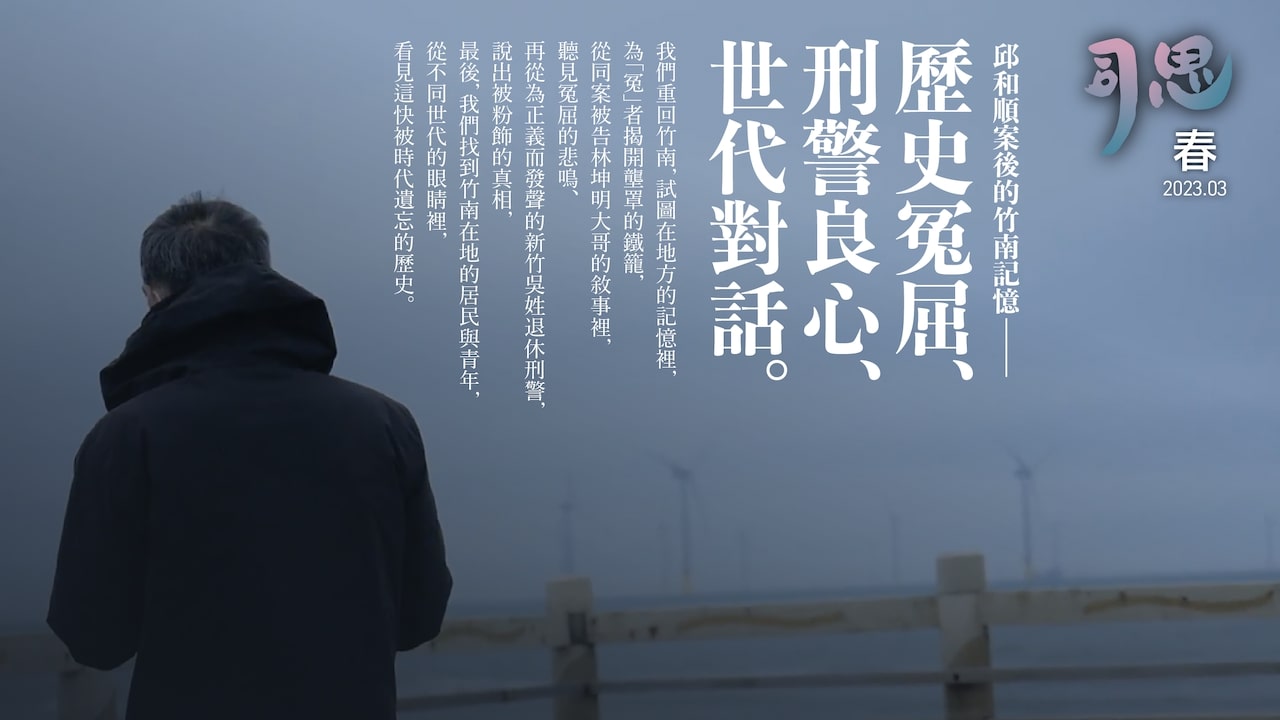 司思
春
2023.03
邱和順案後的竹南記憶——
歷史冤屈、
刑警良心、
世代對話。
我們重回竹南，試圖在地方的記憶裡，
為「冤」者揭開壟罩的鐵籠，
從同案被告林坤明大哥的敘事裡，
聽見冤屈的悲鳴、
再從為正義而發聲的新竹吳姓退休刑警，
說出被粉飾的真相，
最後，我們找到竹南在地的居民與青年，
從不同世代的眼睛裡，
看見這快被時代遺忘的歷史。